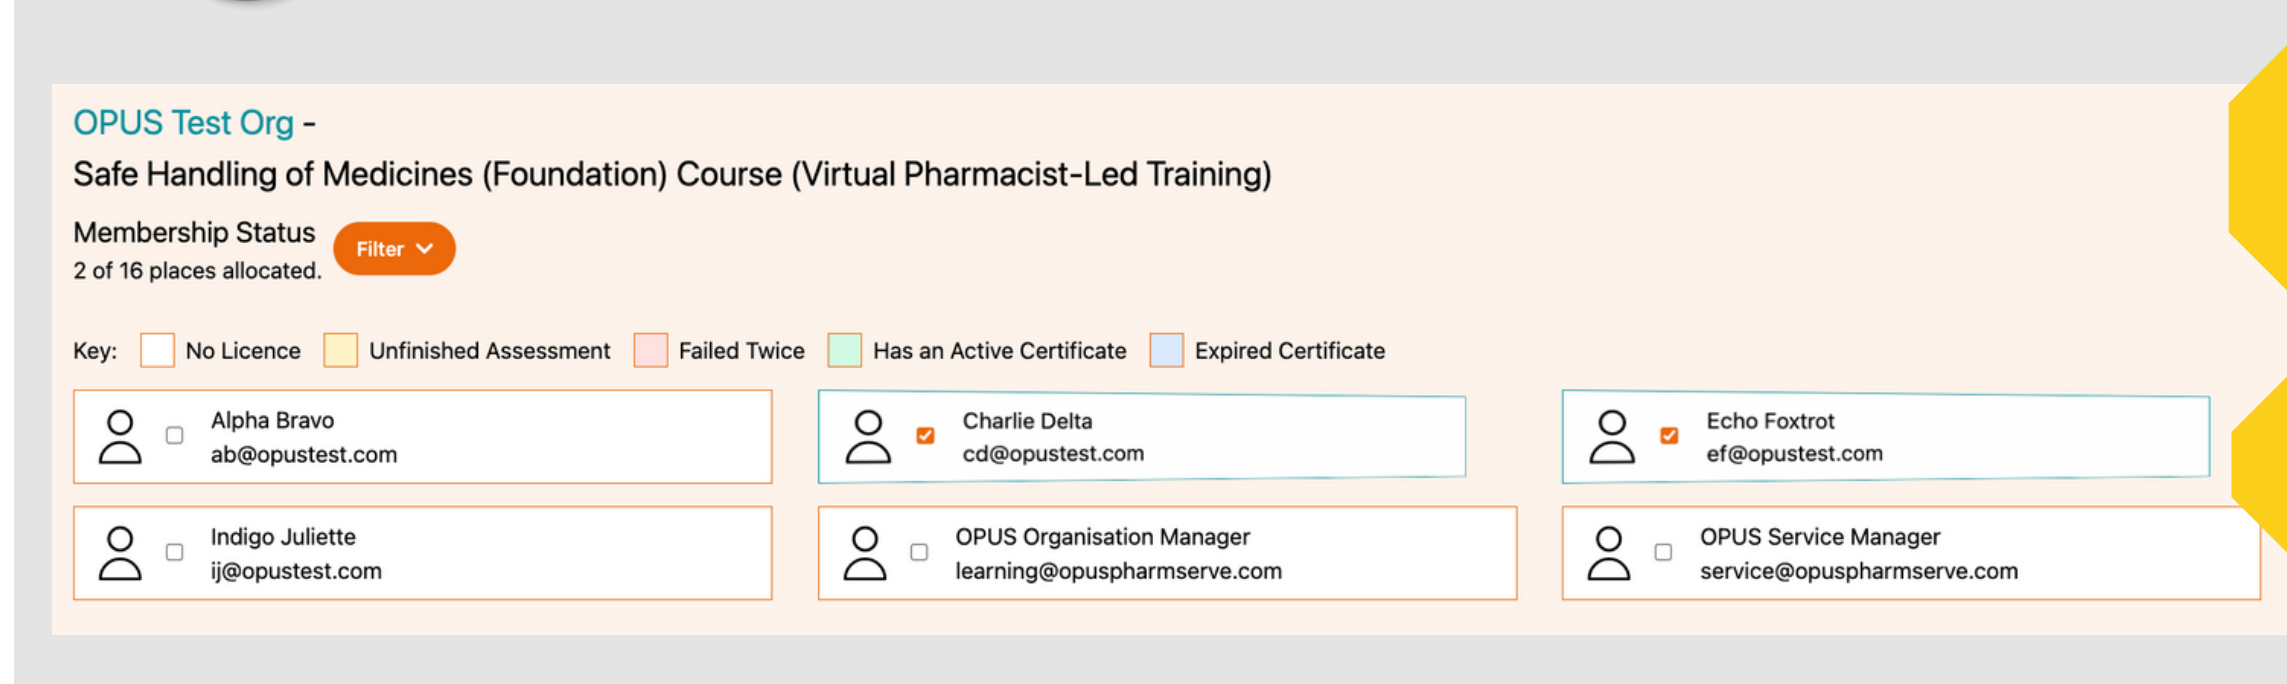 OPUS Test Org -
Safe Handling of Medicines (Foundation) Course (Virtual Pharmacist-Led Training)
Membership Status
2 of 16 places allocated.
Filter
Key: No Licence Unfinished Assessment Failed Twice Has an Active Certificate Expired Certificate
Alpha Bravo
ab@opustest.com
Charlie Delta
cd@opustest.com
Echo Foxtrot
ef@opustest.com
Indigo Juliette
ij@opustest.com
OPUS Organisation Manager
learning@opuspharmserve.com
OPUS Service Manager
service@opuspharmserve.com